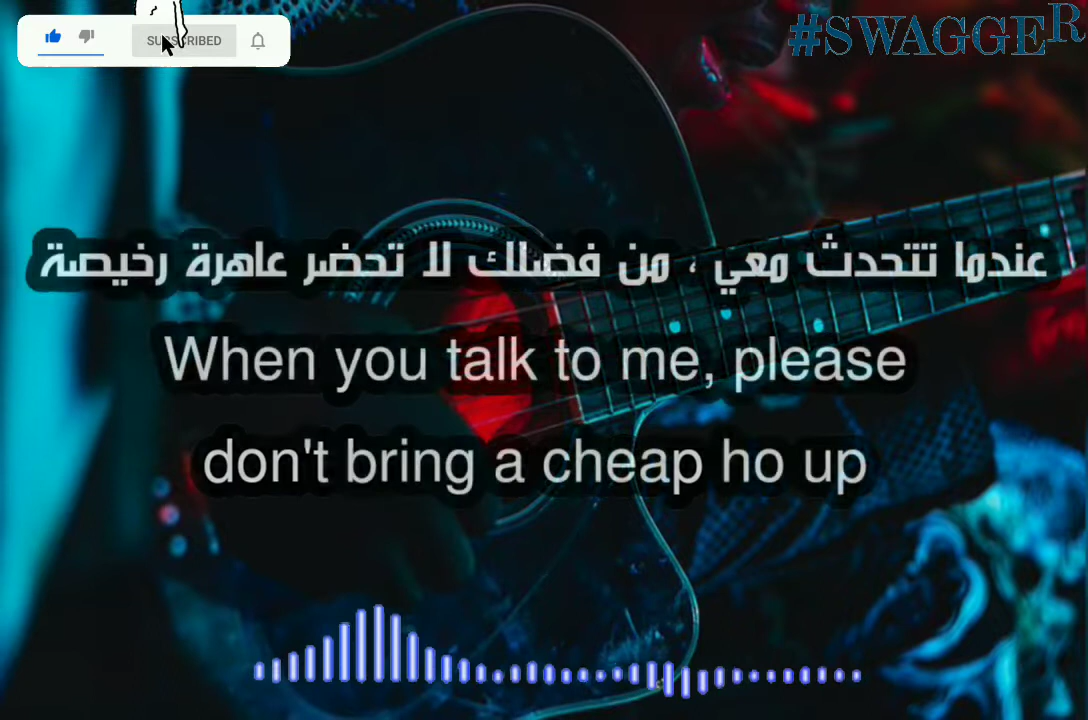 SUBSCRIBED
#SWAGGER
عندما تتحدث معي ، من فضلك لا تحضر عاهرة رخيصة
When you talk to me, please
don't bring a cheap ho up